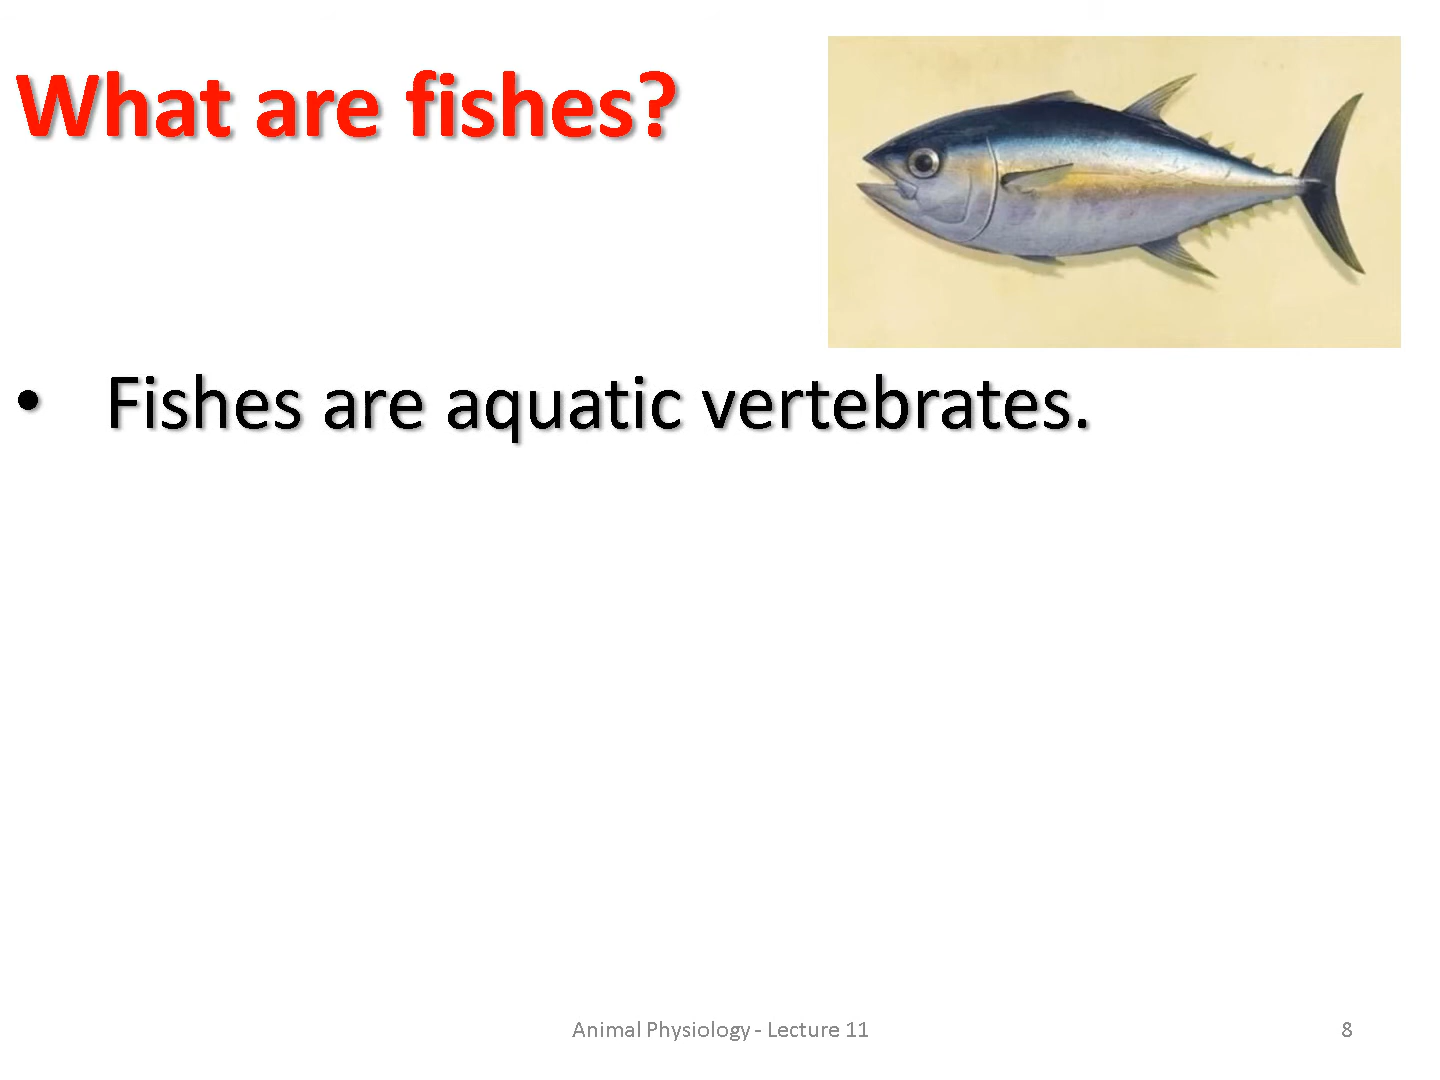 What are fishes?
• Fishes are aquatic vertebrates.
Animal Physiology - Lecture 11
8